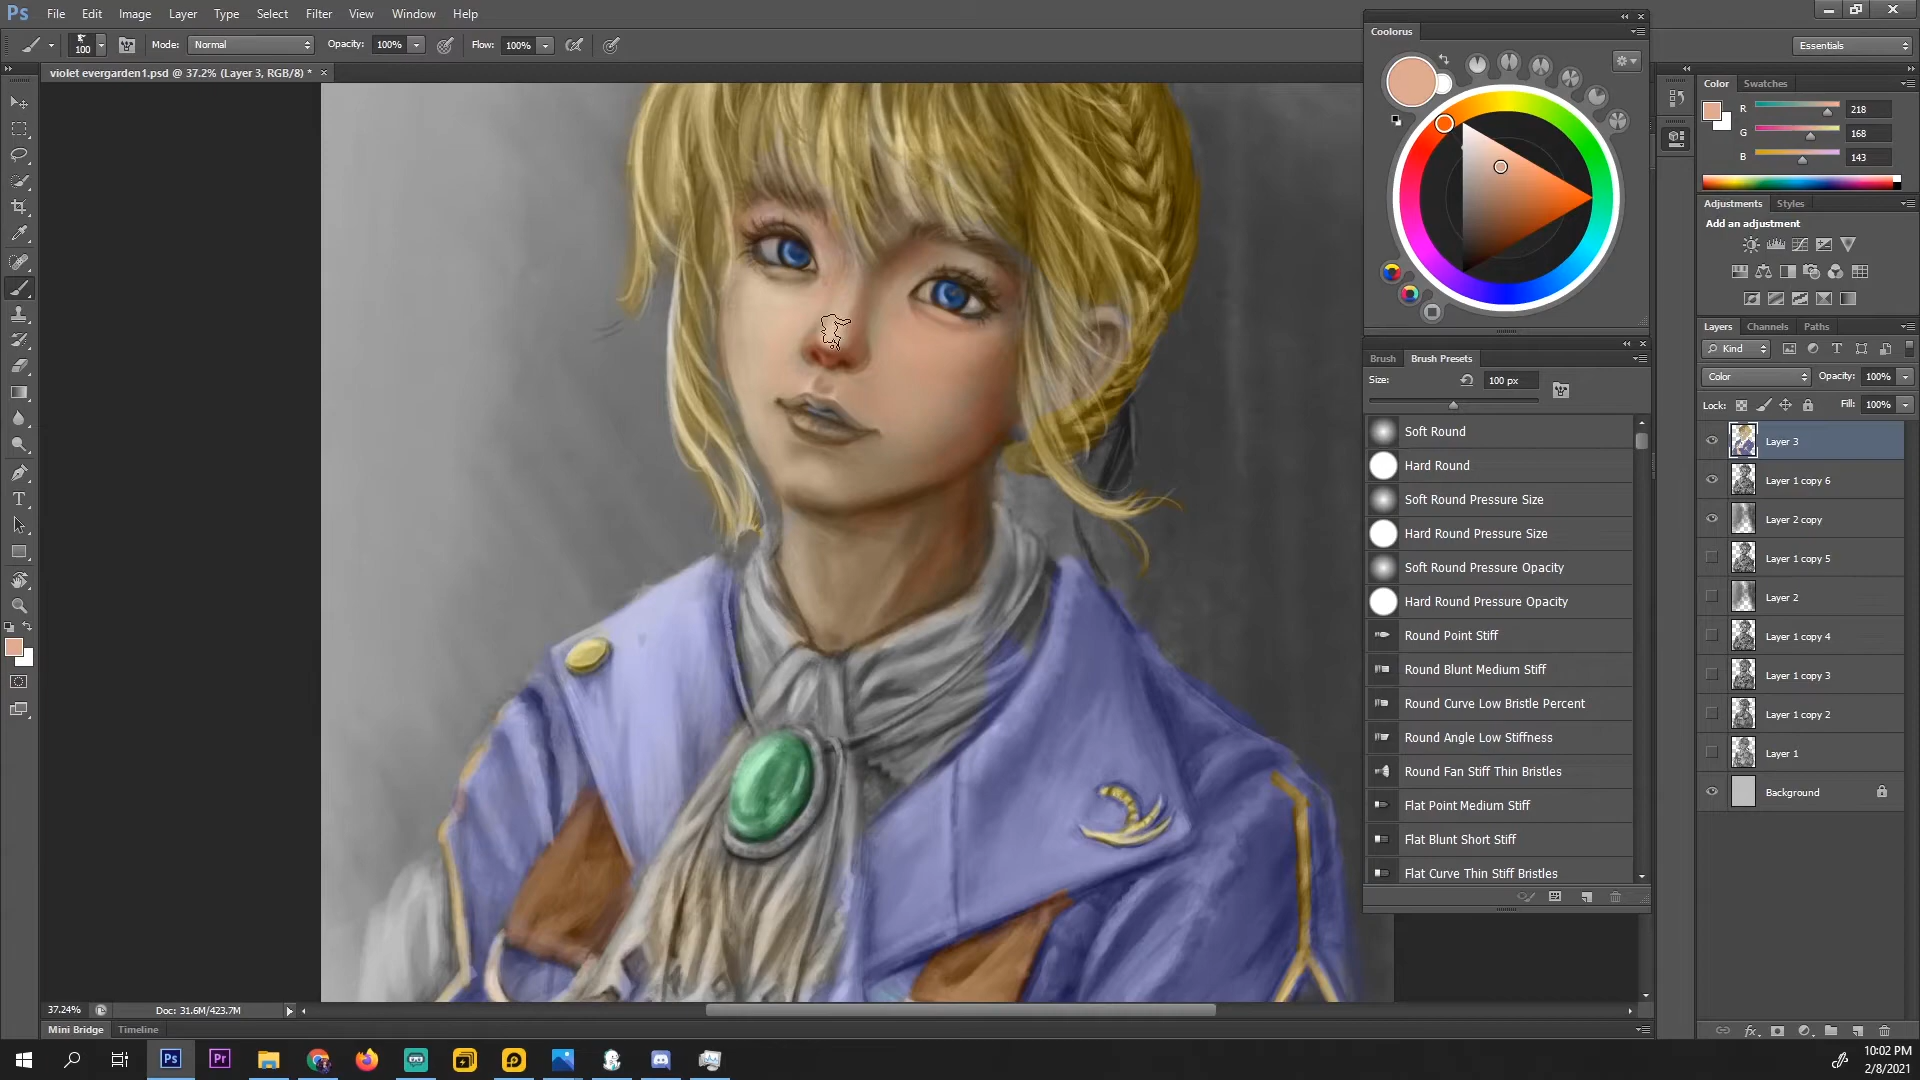 Ps File Edit Image Layer Type Select Filter View Window Help
100 Mode: Normal Opacity: 100% Flow: 100% Essentials
violet evergarden1.psd @ 37.2% (Layer 3, RGB/8) * ×
Coolorus
Color Swatches
R 218
G 168
B 143
Adjustments Styles
Add an adjustment
Layers Channels Paths
Kind
Color Opacity: 100%
Lock: Fill: 100%
Layer 3
Layer 1 copy 6
Layer 2 copy
Layer 1 copy 5
Layer 2
Layer 1 copy 4
Layer 1 copy 3
Layer 1 copy 2
Layer 1
Background
Brush Brush Presets
Size: 100 px
Soft Round
Hard Round
Soft Round Pressure Size
Hard Round Pressure Size
Soft Round Pressure Opacity
Hard Round Pressure Opacity
Round Point Stiff
Round Blunt Medium Stiff
Round Curve Low Bristle Percent
Round Angle Low Stiffness
Round Fan Stiff Thin Bristles
Flat Point Medium Stiff
Flat Blunt Short Stiff
Flat Curve Thin Stiff Bristles
37.24% Doc: 31.6M/423.7M
Mini Bridge Timeline
Ps Pr
10:02 PM
2/8/2021